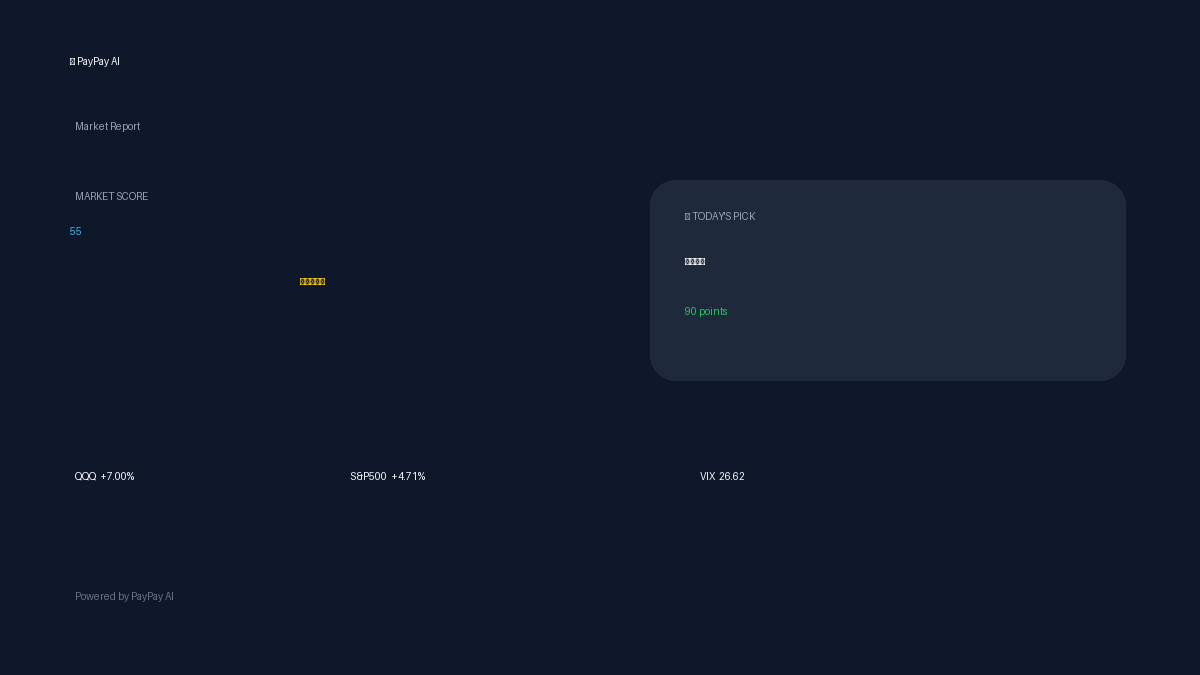 PayPay AI
Market Report
MARKET SCORE
55
TODAY'S PICK
90 points
QQQ +7.00%
S&P500 +4.71%
VIX 26.62
Powered by PayPay AI